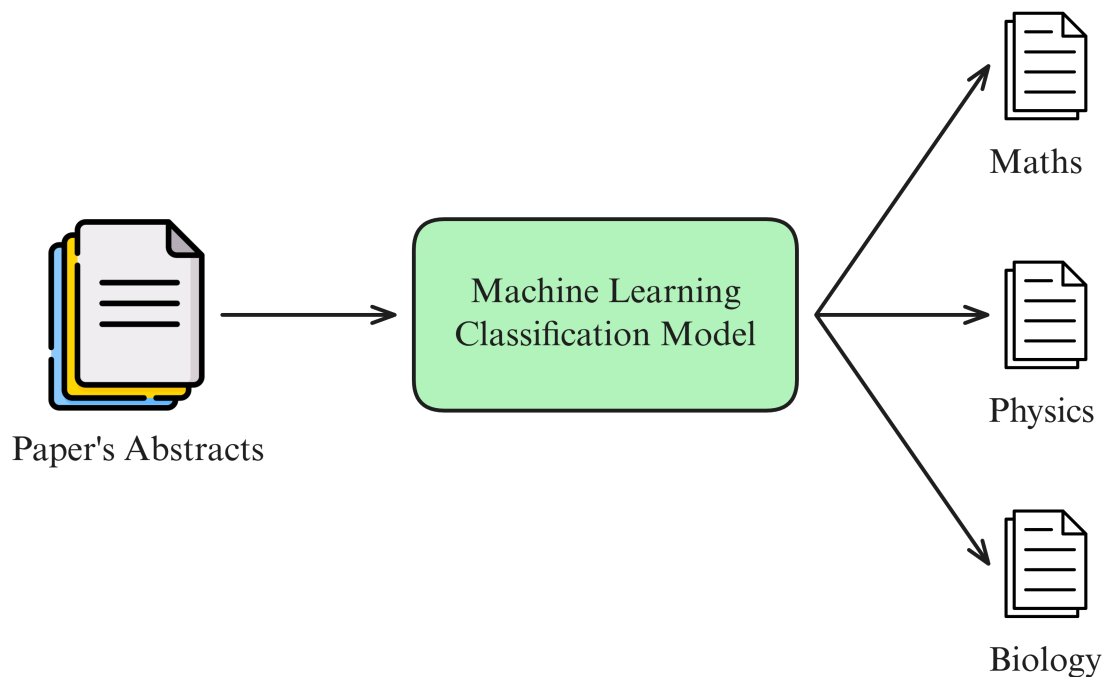 Paper's Abstracts
Machine Learning
Classification Model
Maths
Physics
Biology